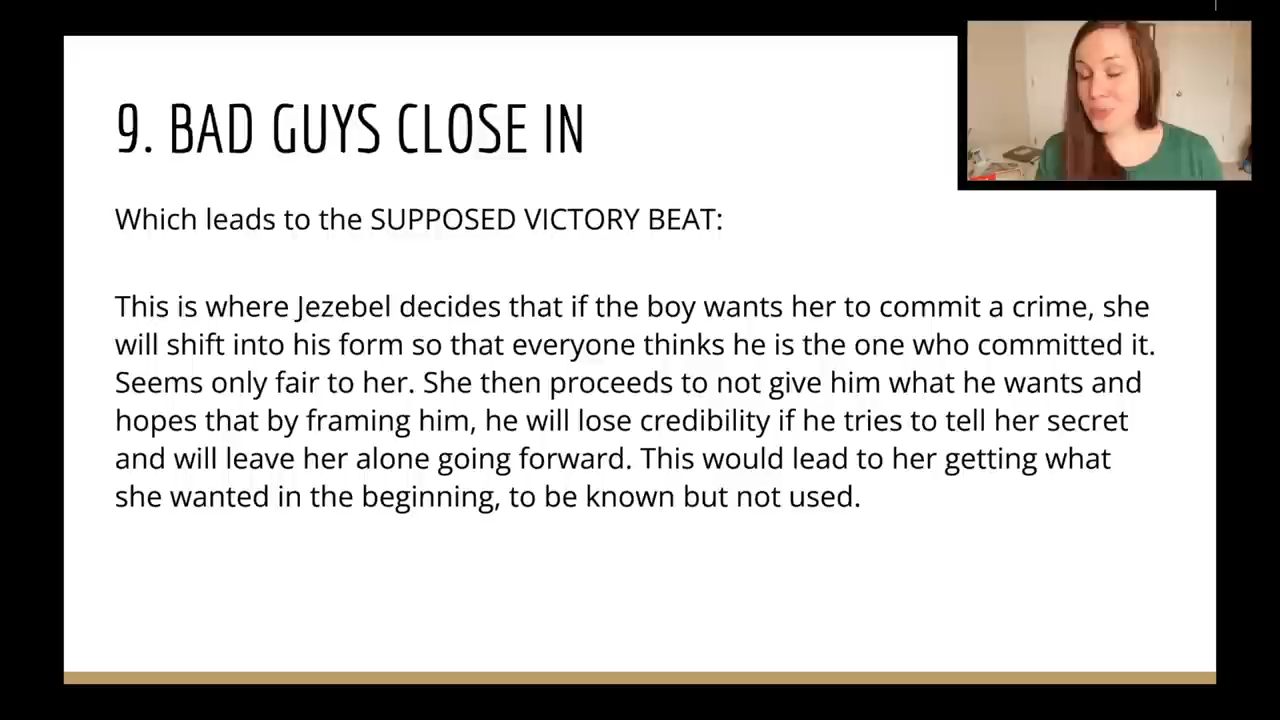 9. BAD GUYS CLOSE IN
Which leads to the SUPPOSED VICTORY BEAT:
This is where Jezebel decides that if the boy wants her to commit a crime, she
will shift into his form so that everyone thinks he is the one who committed it.
Seems only fair to her. She then proceeds to not give him what he wants and
hopes that by framing him, he will lose credibility if he tries to tell her secret
and will leave her alone going forward. This would lead to her getting what
she wanted in the beginning, to be known but not used.